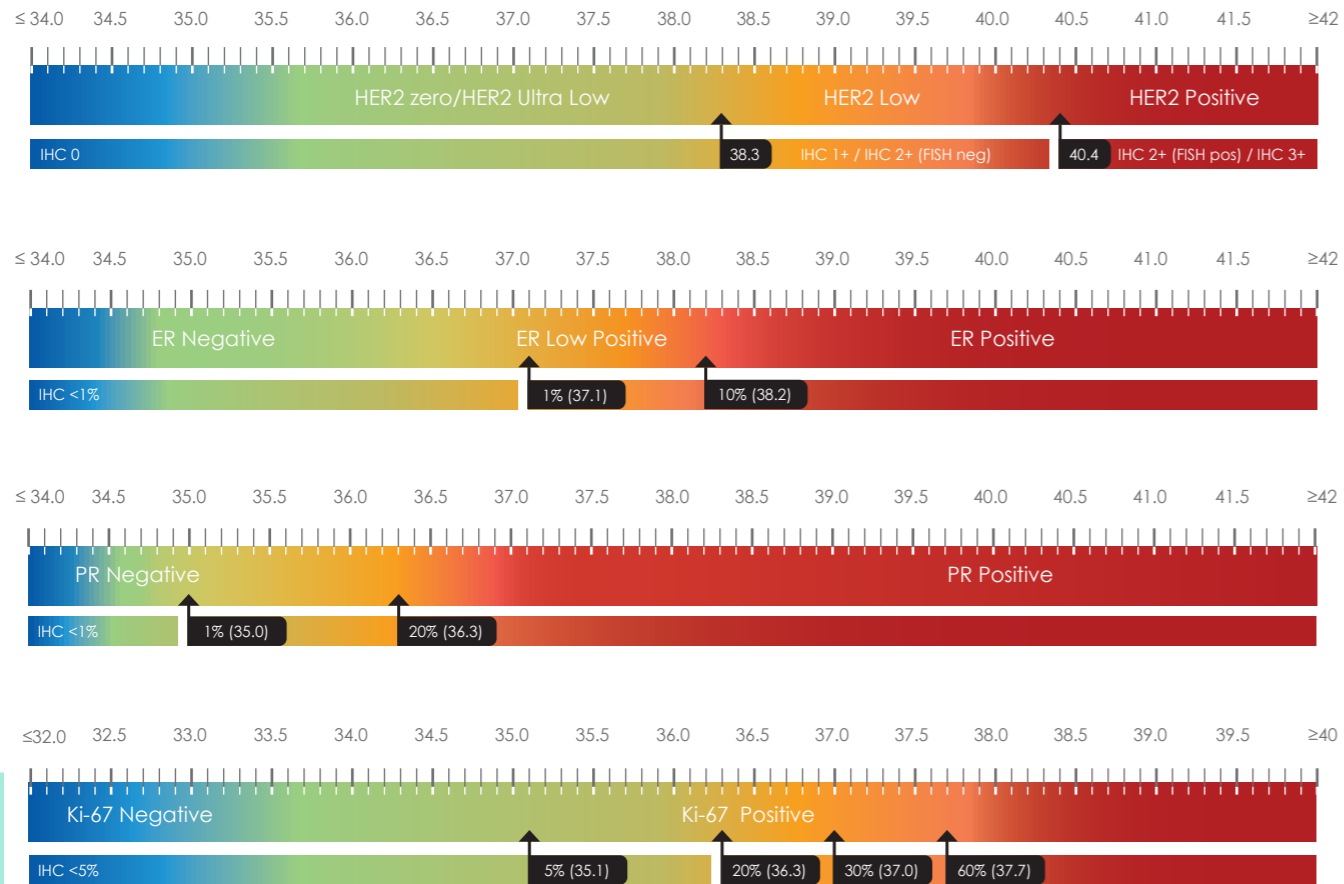 ≤ 34.0 34.5 35.0 35.5 36.0 36.5 37.0 37.5 38.0 38.5 39.0 39.5 40.0 40.5 41.0 41.5 ≥42
HER2 zero/HER2 Ultra Low HER2 Low HER2 Positive
IHC 0 38.3 IHC 1+ / IHC 2+ (FISH neg) 40.4 IHC 2+ (FISH pos) / IHC 3+
≤ 34.0 34.5 35.0 35.5 36.0 36.5 37.0 37.5 38.0 38.5 39.0 39.5 40.0 40.5 41.0 41.5 ≥42
ER Negative ER Low Positive ER Positive
IHC <1% 1% (37.1) 10% (38.2)
≤ 34.0 34.5 35.0 35.5 36.0 36.5 37.0 37.5 38.0 38.5 39.0 39.5 40.0 40.5 41.0 41.5 ≥42
PR Negative PR Positive
IHC <1% 1% (35.0) 20% (36.3)
≤32.0 32.5 33.0 33.5 34.0 34.5 35.0 35.5 36.0 36.5 37.0 37.5 38.0 38.5 39.0 39.5 ≥40
Ki-67 Negative Ki-67 Positive
IHC <5% 5% (35.1) 20% (36.3) 30% (37.0) 60% (37.7)